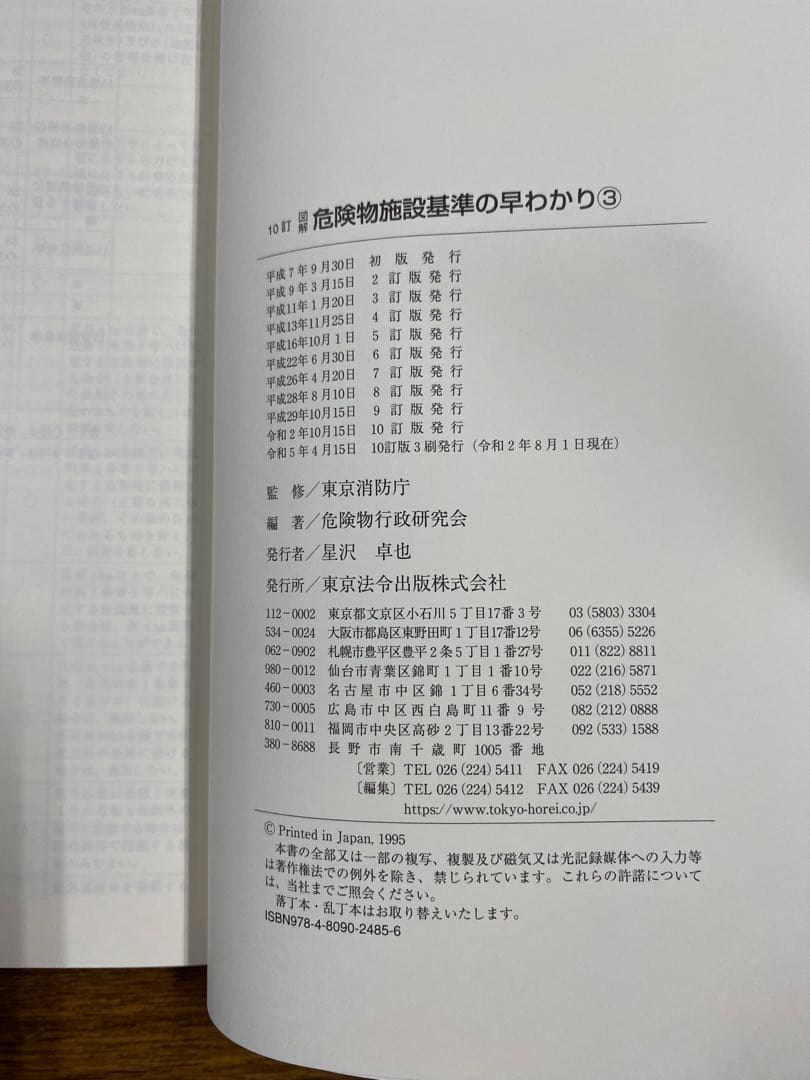 10訂 図解 危険物施設基準の早わかり③
平成7年9月30日 初版発行
平成9年3月15日 2訂版発行
平成11年1月20日 3訂版発行
平成13年11月25日 4訂版発行
平成16年10月1日 5訂版発行
平成22年6月30日 6訂版発行
平成26年4月20日 7訂版発行
平成28年8月10日 8訂版発行
平成29年10月15日 9訂版発行
令和2年10月15日 10訂版発行
令和5年4月15日 10訂版3刷発行（令和2年8月1日現在）
監修／東京消防庁
編著／危険物行政研究会
発行者／星沢 卓也
発行所／東京法令出版株式会社
112－0002 東京都文京区小石川5丁目17番3号 03(5803)3304
534－0024 大阪市都島区東野田町1丁目17番12号 06(6355)5226
062－0902 札幌市豊平区豊平2条5丁目1番27号 011(822)8811
980－0012 仙台市青葉区錦町1丁目1番10号 022(216)5871
460－0003 名古屋市中区錦1丁目6番34号 052(218)5552
730－0005 広島市中区西白島町11番9号 082(212)0888
810－0011 福岡市中央区高砂2丁目13番22号 092(533)1588
380－8688 長野市南千歳町1005番地
〔営業〕TEL 026(224)5411 FAX 026(224)5419
〔編集〕TEL 026(224)5412 FAX 026(224)5439
https://www.tokyo-horei.co.jp/
© Printed in Japan, 1995
本書の全部又は一部の複写、複製及び磁気又は光記録媒体への入力等
は著作権法での例外を除き、禁じられています。これらの許諾について
は、当社までご照会ください。
落丁本・乱丁本はお取り替えいたします。
ISBN978-4-8090-2485-6